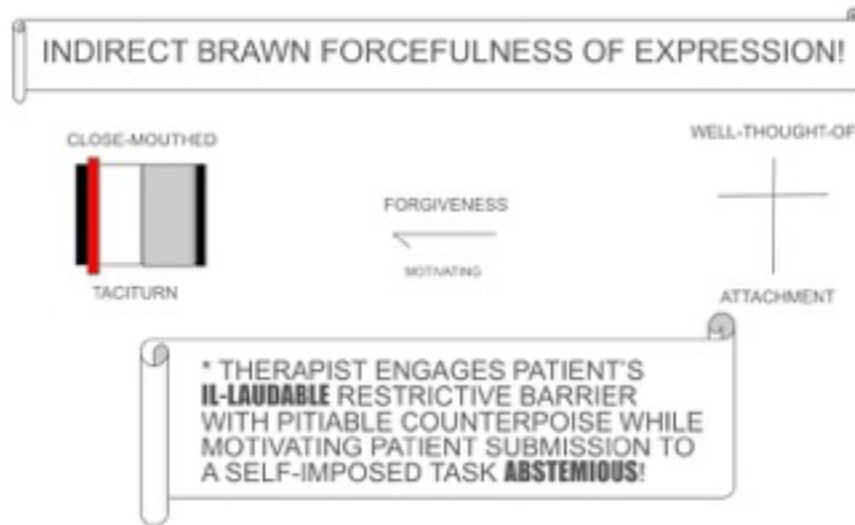 INDIRECT BRAWN FORCEFULNESS OF EXPRESSION!
CLOSE-MOUTHED
WELL-THOUGHT-OF
FORGIVENESS
MOTIVATING
TACITURN
ATTACHMENT
* THERAPIST ENGAGES PATIENT'S
IL-LAUDABLE RESTRICTIVE BARRIER
WITH PITIABLE COUNTERPOISE WHILE
MOTIVATING PATIENT SUBMISSION TO
A SELF-IMPOSED TASK ABSTEMIOUS!